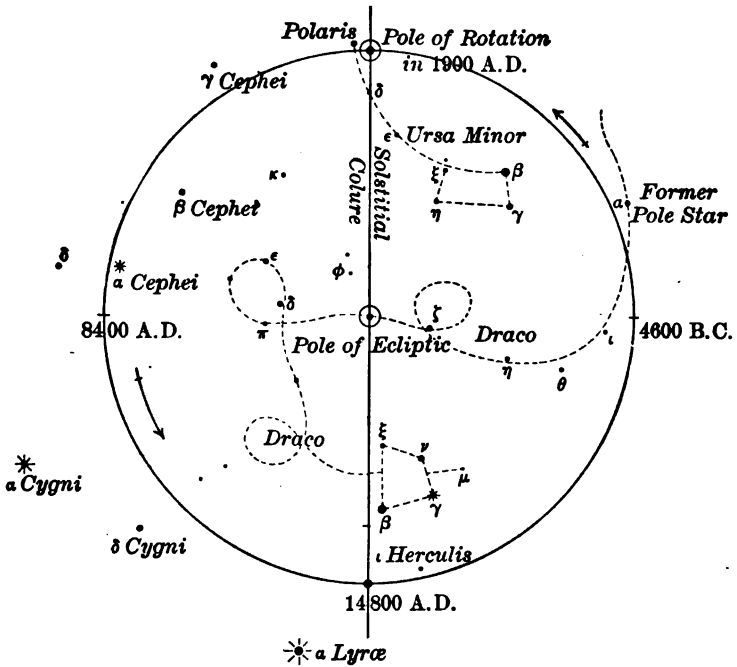 Polaris
Pole of Rotation
in 1900 A.D.
γ Cephei
δ
ε Ursa Minor
Solstitial
Colure
κ
ξ
β
η
γ
β Cephei
Former
Pole Star
α
δ
α Cephei
ε
φ
δ
ζ
8400 A.D.
π
Pole of Ecliptic
Draco
ι
4600 B.C.
η
θ
Draco
ξ
ν
μ
α Cygni
β
γ
δ Cygni
ι Herculis
14800 A.D.
α Lyræ